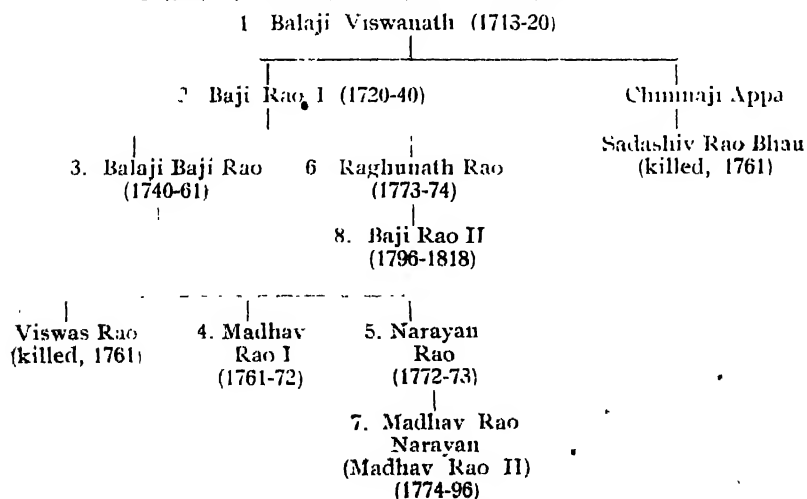 1 Balaji Viswanath (1713-20)
2 Baji Rao I (1720-40) Chimnaji Appa
Sadashiv Rao Bhau
3. Balaji Baji Rao 6 Raghunath Rao (killed, 1761)
(1740-61) (1773-74)
8. Baji Rao II
(1796-1818)
Viswas Rao 4. Madhav 5. Narayan
(killed, 1761) Rao I Rao
(1761-72) (1772-73)
7. Madhav Rao
Narayan
(Madhav Rao II)
(1774-96)